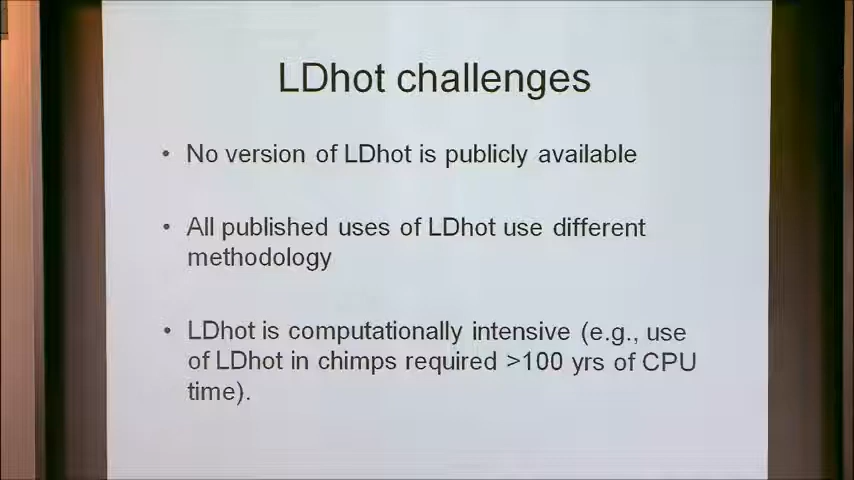 LDhot challenges
• No version of LDhot is publicly available
• All published uses of LDhot use different
methodology
• LDhot is computationally intensive (e.g., use
of LDhot in chimps required >100 yrs of CPU
time).